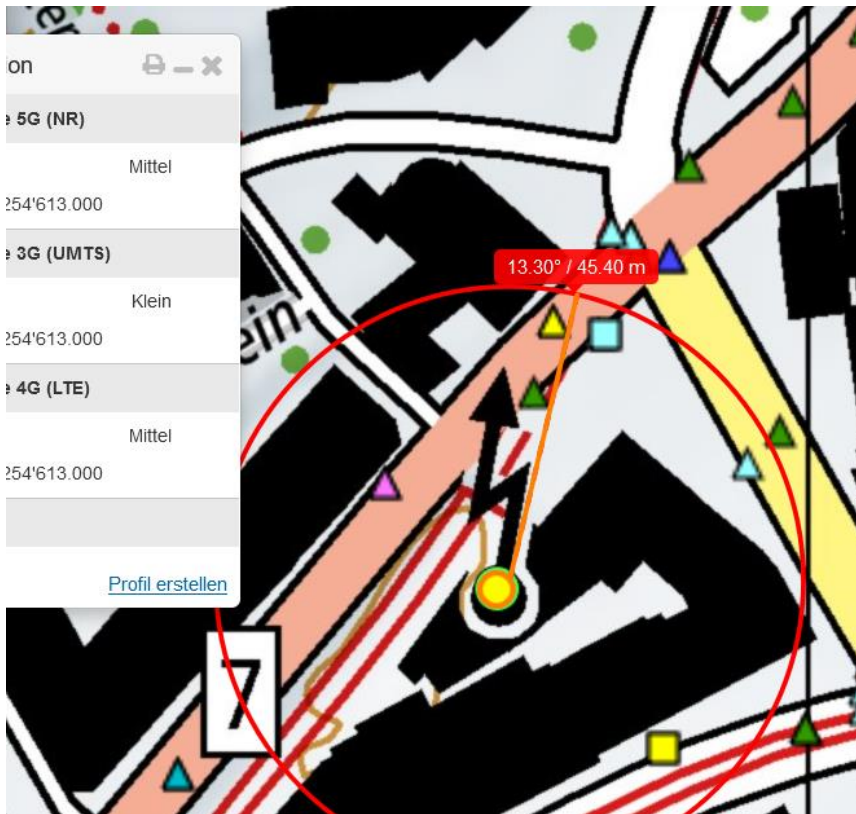 on
e 5G (NR)
Mittel
254'613.000
e 3G (UMTS)
Klein
254'613.000
e 4G (LTE)
Mittel
254'613.000
Profil erstellen
13.30° / 45.40 m
ein
7